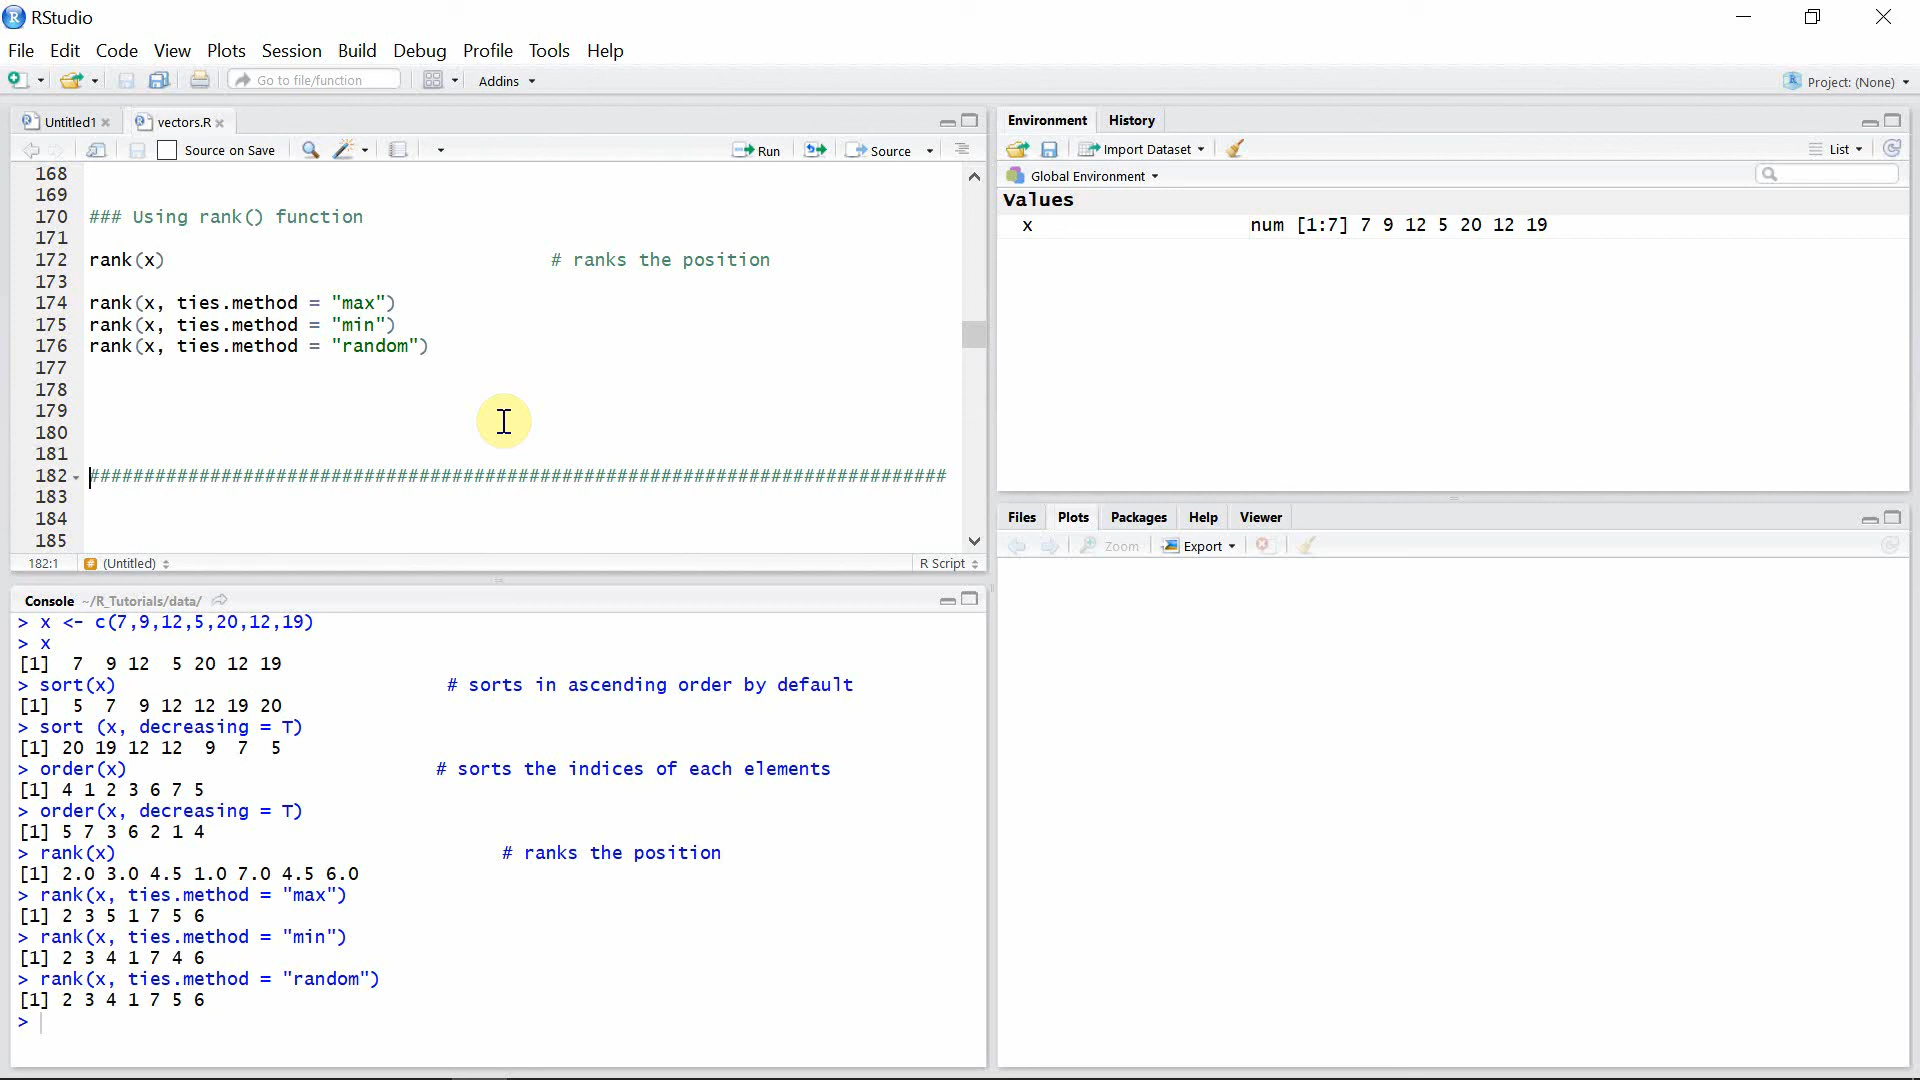 RStudio
File Edit Code View Plots Session Build Debug Profile Tools Help
Go to file/function Addins Project: (None)
Untitled1 vectors.R
Source on Save Run Source
168
169
170 ### Using rank() function
171
172 rank(x) # ranks the position
173
174 rank(x, ties.method = "max")
175 rank(x, ties.method = "min")
176 rank(x, ties.method = "random")
177
178
179
180
181
182 ##############################################################################
183
184
185
182:1 # (Untitled) R Script
Console ~/R_Tutorials/data/
> x <- c(7,9,12,5,20,12,19)
> x
[1]  7  9 12  5 20 12 19
> sort(x) # sorts in ascending order by default
[1]  5  7  9 12 12 19 20
> sort (x, decreasing = T)
[1] 20 19 12 12  9  7  5
> order(x) # sorts the indices of each elements
[1] 4 1 2 3 6 7 5
> order(x, decreasing = T)
[1] 5 7 3 6 2 1 4
> rank(x) # ranks the position
[1] 2.0 3.0 4.5 1.0 7.0 4.5 6.0
> rank(x, ties.method = "max")
[1] 2 3 5 1 7 5 6
> rank(x, ties.method = "min")
[1] 2 3 4 1 7 4 6
> rank(x, ties.method = "random")
[1] 2 3 4 1 7 5 6
>
Environment History
Import Dataset List
Global Environment
Values
x num [1:7] 7 9 12 5 20 12 19
Files Plots Packages Help Viewer
Zoom Export